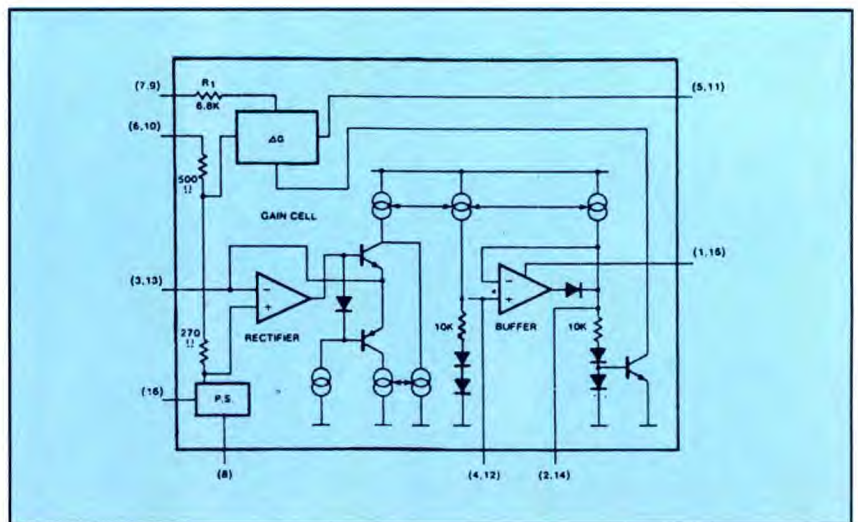 (7,9)
R1
6.8K
(5,11)
(6,10)
ΔG
500
Ω
GAIN CELL
(3,13)
(1,15)
−
+
RECTIFIER
−
+
BUFFER
10K
10K
270
Ω
(16)
P.S.
(8)
(4,12)
(2,14)